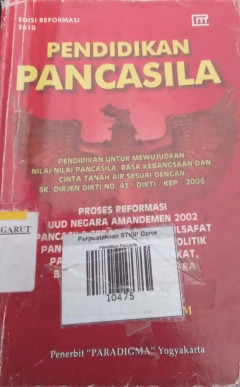 EDISI REFORMASI
2010
PENDIDIKAN
PANCASILA
PENDIDIKAN UNTUK MEWUJUDKAN
NILAI-NILAI PANCASILA, RASA KEBANGSAAN DAN
CINTA TANAH AIR SESUAI DENGAN
SK. DIRJEN DIKTI NO. 43 - DIKTI / KEP / 2006
PROSES REFORMASI
UUD NEGARA AMANDEMEN 2002
GARUT
Perpustakaan STKIP Garut
10475
Penerbit "PARADIGMA" Yogyakarta